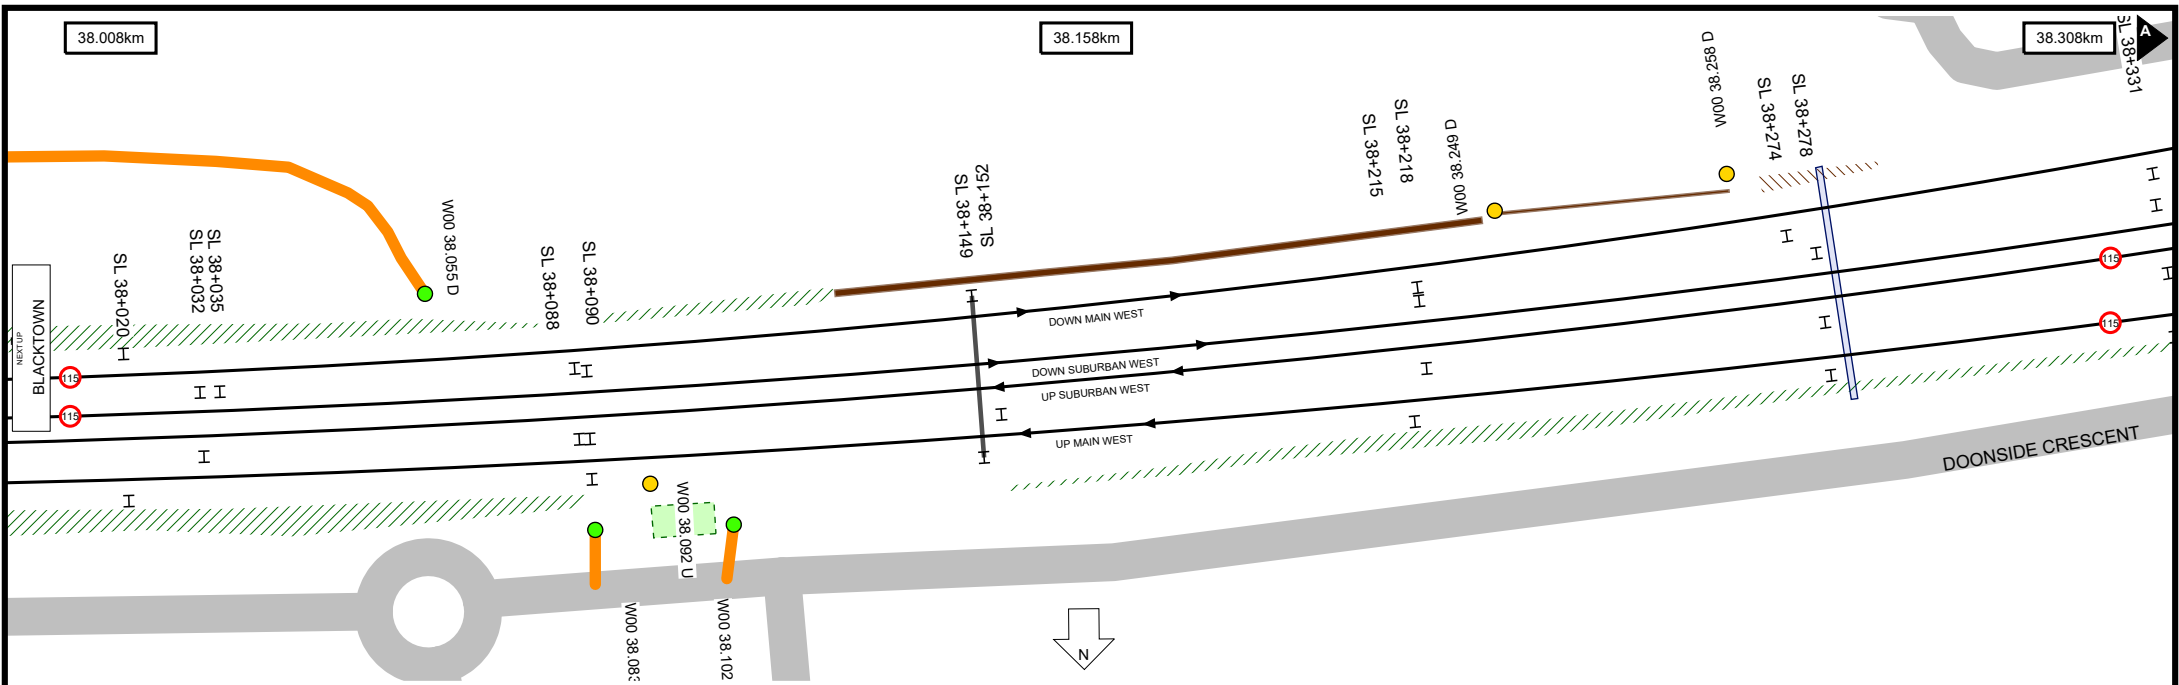 38.008km
38.158km
38.308km
A
SL 38+331
W00 38.258 D
SL 38+274
SL 38+278
SL 38+215
SL 38+218
W00 38.249 D
SL 38+149
SL 38+152
W00 38.055 D
SL 38+020
SL 38+032
SL 38+035
SL 38+088
SL 38+090
NEXT UP
BLACKTOWN
115
115
115
115
DOWN MAIN WEST
DOWN SUBURBAN WEST
UP SUBURBAN WEST
UP MAIN WEST
DOONSIDE CRESCENT
W00 38.092 U
W00 38.083
W00 38.102
N